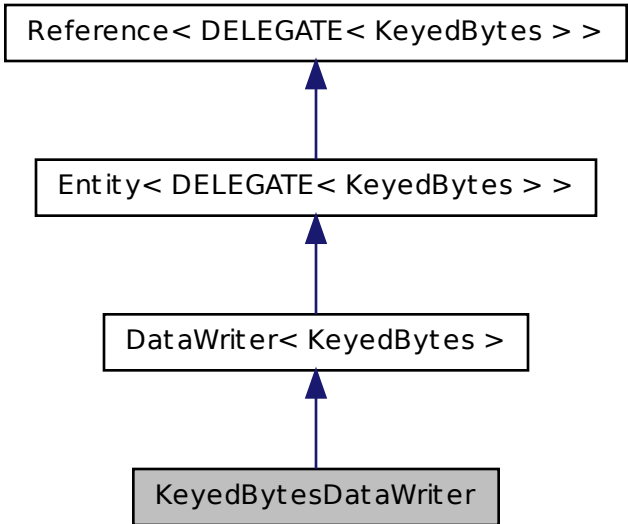 Reference< DELEGATE< KeyedBytes > >
Entity< DELEGATE< KeyedBytes > >
DataWriter< KeyedBytes >
KeyedBytesDataWriter